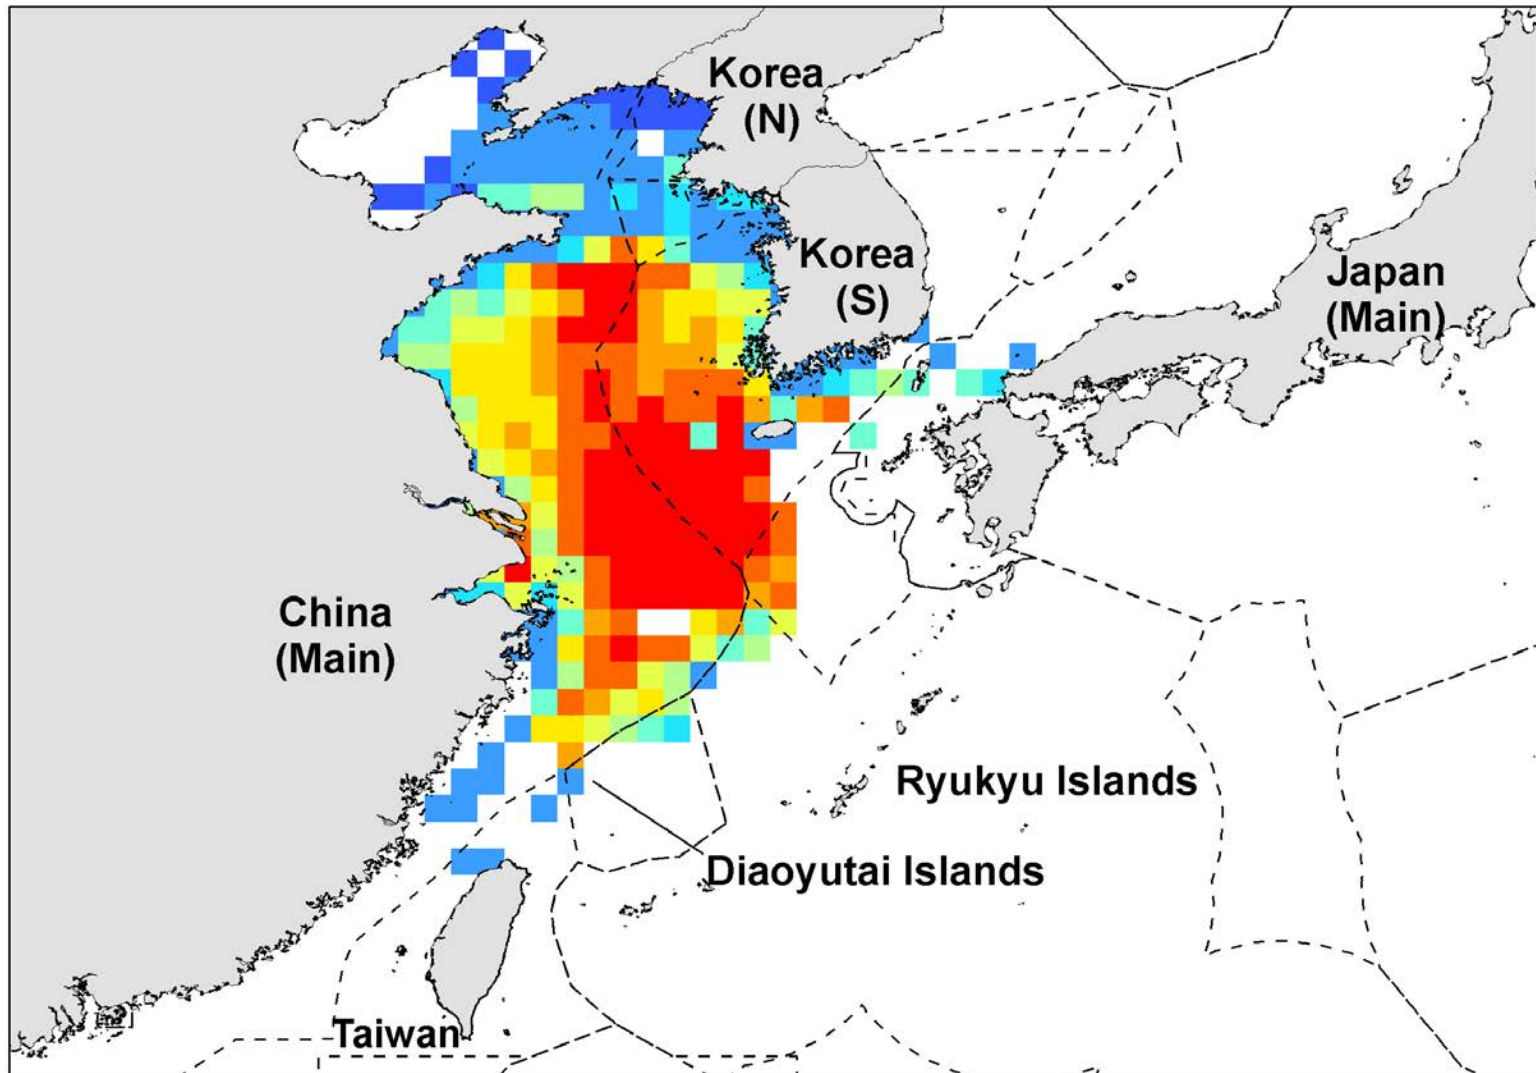 Korea
(N)
Korea
(S)
Japan
(Main)
China
(Main)
Ryukyu Islands
Diaoyutai Islands
Taiwan